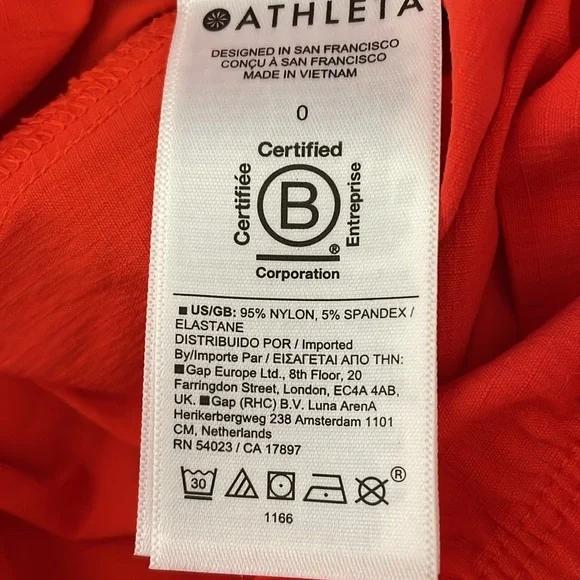 ATHLETA
DESIGNED IN SAN FRANCISCO
CONÇU À SAN FRANCISCO
MADE IN VIETNAM
0
Certified
Certifiée
B
Entreprise
®
Corporation
US/GB: 95% NYLON, 5% SPANDEX /
ELASTANE
DISTRIBUIDO POR / Imported
By/Importe Par / ΕΙΣΑΓΕΤΑΙ ΑΠΟ ΤΗΝ:
Gap Europe Ltd., 8th Floor, 20
Farringdon Street, London, EC4A 4AB,
UK. Gap (RHC) B.V. Luna ArenA
Herikerbergweg 238 Amsterdam 1101
CM, Netherlands
RN 54023 / CA 17897
30
®
1166